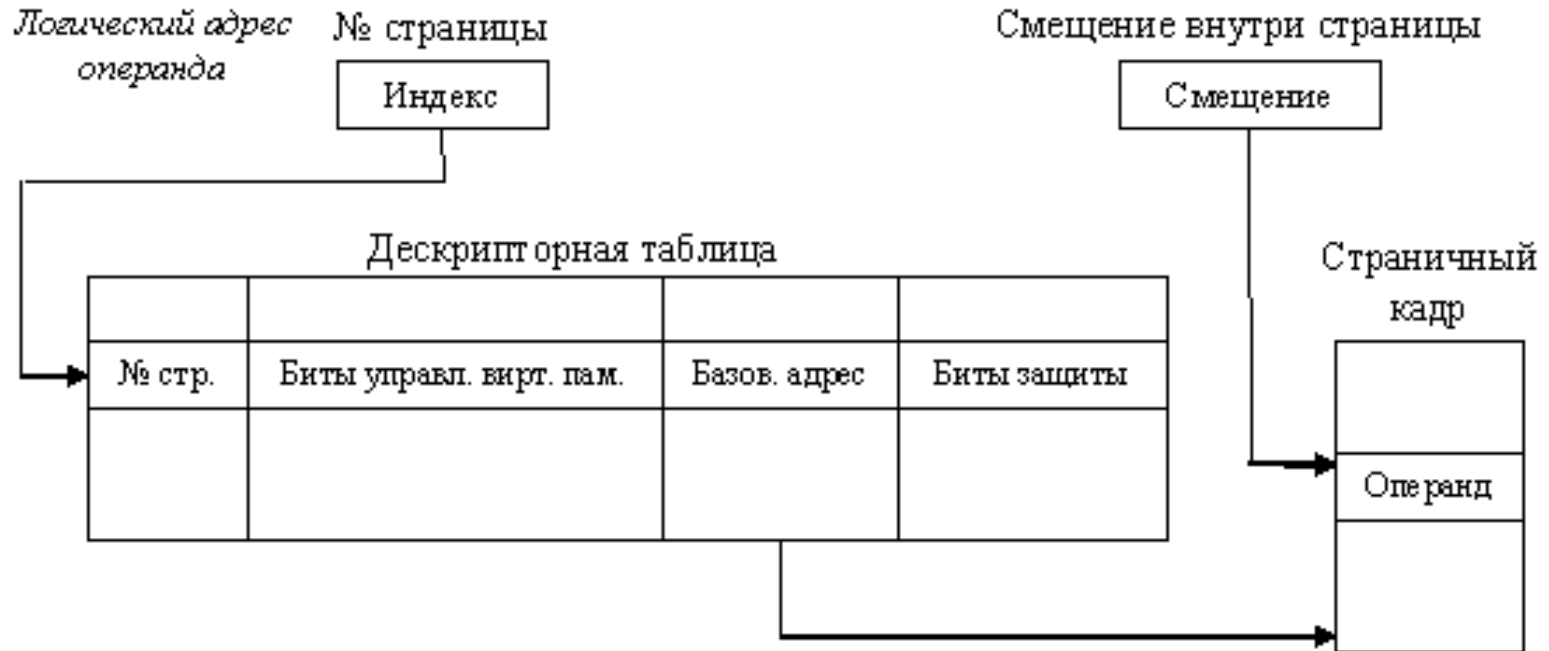 Логический адрес
операнда
№ страницы
Смещение внутри страницы
Индекс
Смещение
Дескрипторная таблица
Страничный
кадр
№ стр.
Биты управл. вирт. пам.
Базов. адрес
Биты защиты
Операнд